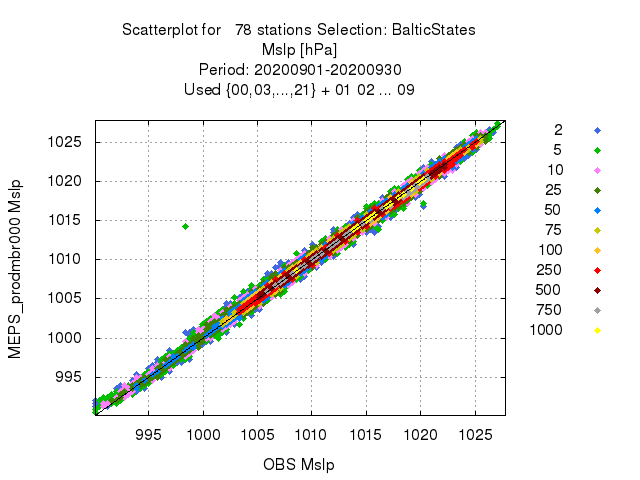 Scatterplot for 78 stations Selection: BalticStates
Mslp [hPa]
Period: 20200901-20200930
Used {00,03,...,21} + 01 02 ... 09
MEPS_prodmbr000 Mslp
1025
1020
1015
1010
1005
1000
995
995 1000 1005 1010 1015 1020 1025
OBS Mslp
2
5
10
25
50
75
100
250
500
750
1000